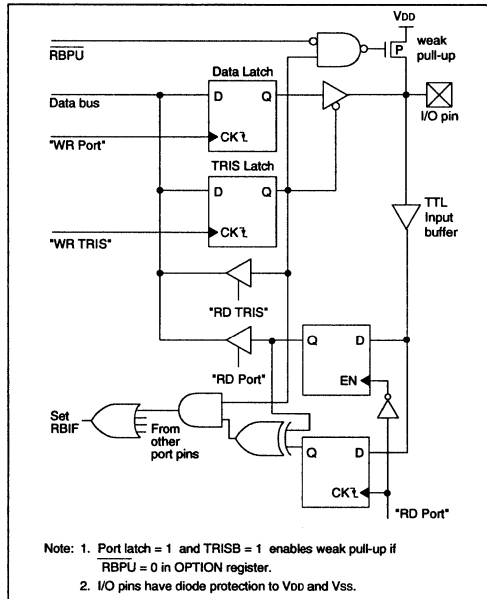 VDD
RBPU
weak
pull-up
P
Data Latch
Data bus
D
Q
I/O pin
"WR Port"
CK
TRIS Latch
D
Q
TTL
Input
buffer
"WR TRIS"
CK
"RD TRIS"
Q
D
"RD Port"
EN
Set
RBIF
From
other
port pins
Q
D
CK
"RD Port"
Note: 1. Port latch = 1 and TRISB = 1 enables weak pull-up if
RBPU = 0 in OPTION register.
2. I/O pins have diode protection to VDD and VSS.